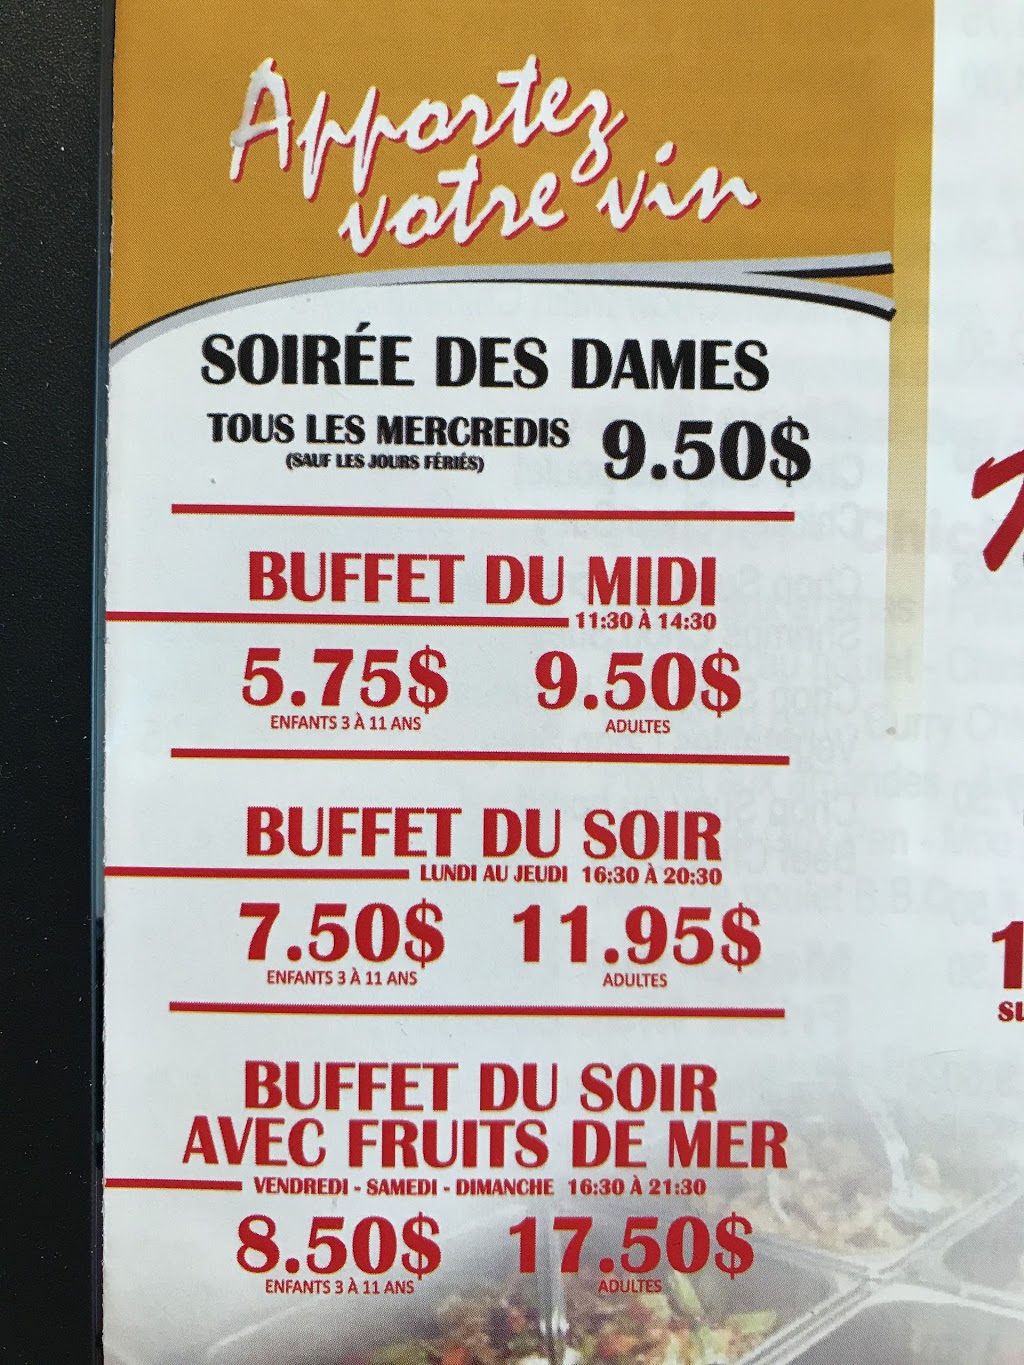 Apportez
votre vin
SOIRÉE DES DAMES
TOUS LES MERCREDIS 9.50$
(SAUF LES JOURS FÉRIÉS)
BUFFET DU MIDI
11:30 À 14:30
5.75$ 9.50$
ENFANTS 3 À 11 ANS ADULTES
BUFFET DU SOIR
LUNDI AU JEUDI 16:30 À 20:30
7.50$ 11.95$
ENFANTS 3 À 11 ANS ADULTES
BUFFET DU SOIR
AVEC FRUITS DE MER
VENDREDI - SAMEDI - DIMANCHE 16:30 À 21:30
8.50$ 17.50$
ENFANTS 3 À 11 ANS ADULTES